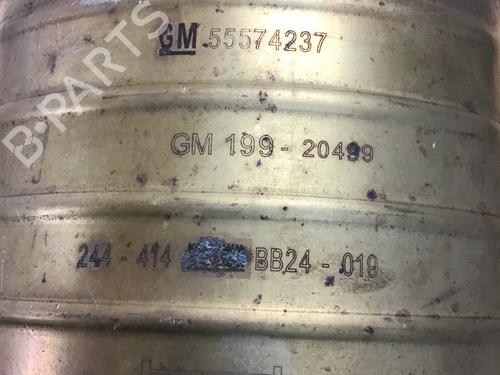 B-PARTS
GM 55574237
GM 199 - 20499
244 - 414 BB24 - 019